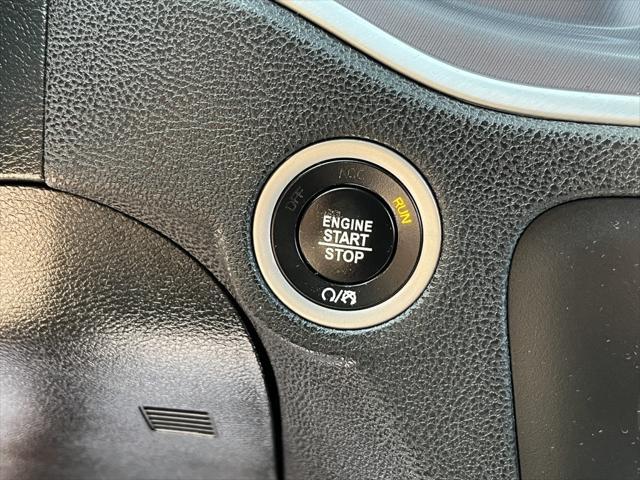 OFF ACC RUN
ENGINE
START
STOP